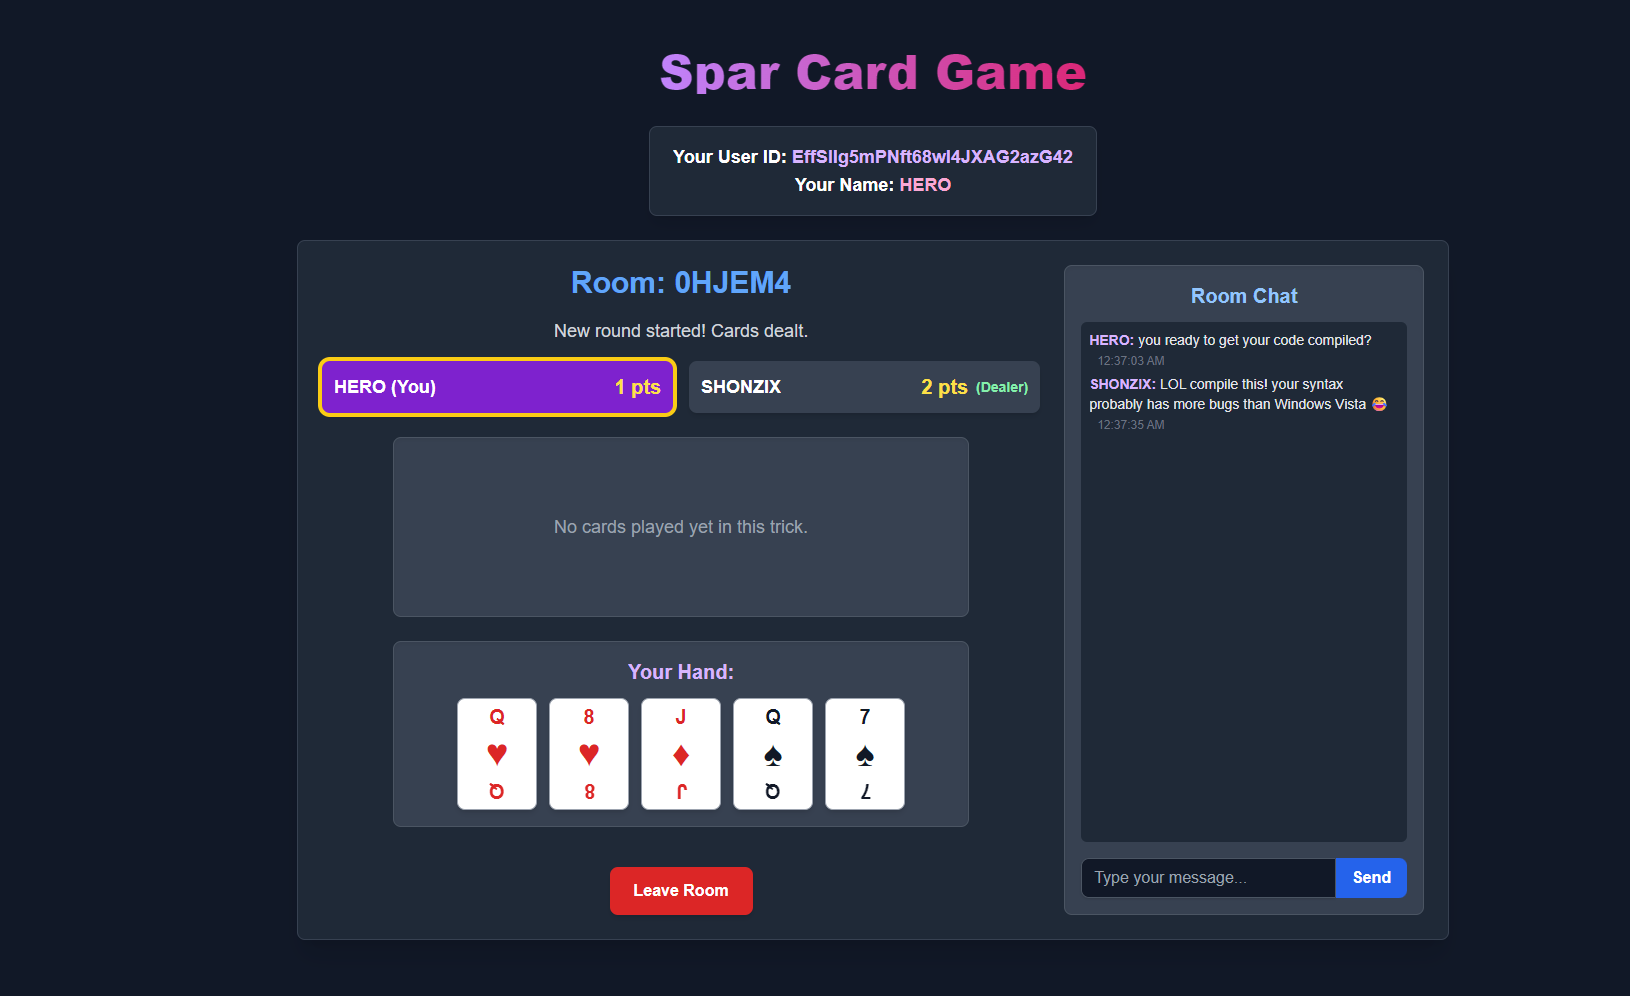 Spar Card Game
Your User ID: EffSIlg5mPNft68wI4JXAG2azG42
Your Name: HERO
Room: 0HJEM4
New round started! Cards dealt.
HERO (You) 1 pts
SHONZIX 2 pts (Dealer)
No cards played yet in this trick.
Your Hand:
Q 8 J Q 7
♥ ♥ ♦ ♠ ♠
Q 8 J Q 7
Leave Room
Room Chat
HERO: you ready to get your code compiled?
12:37:03 AM
SHONZIX: LOL compile this! your syntax
probably has more bugs than Windows Vista 😂
12:37:35 AM
Type your message...
Send